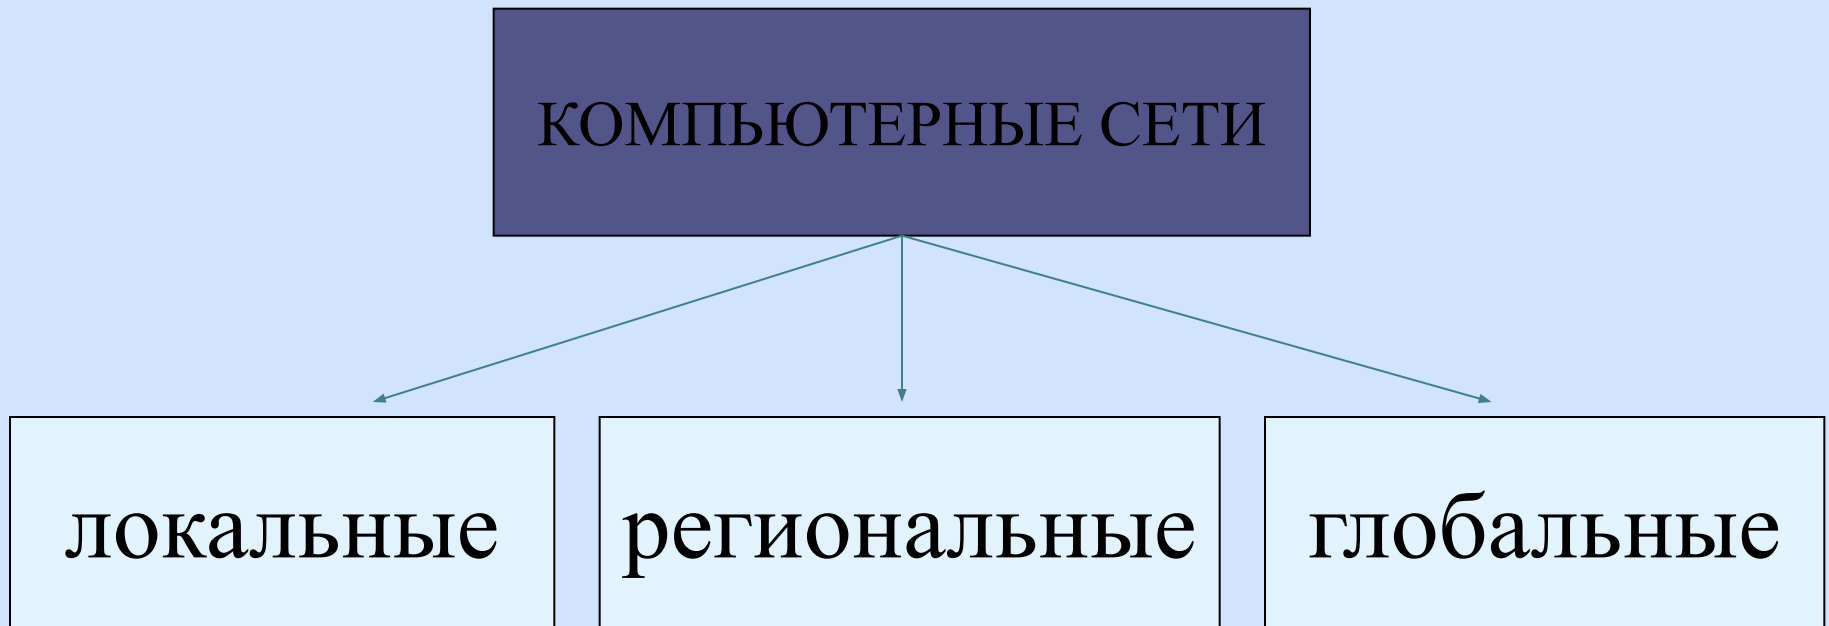 КОМПЬЮТЕРНЫЕ СЕТИ
локальные
региональные
глобальные